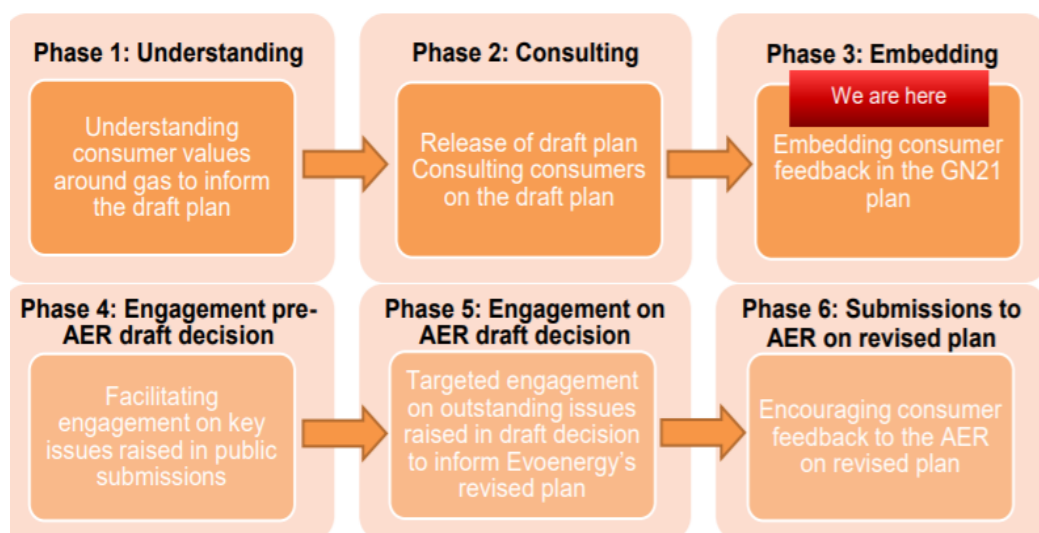 Phase 1: Understanding
Understanding
consumer values
around gas to inform
the draft plan
Phase 2: Consulting
Release of draft plan
Consulting consumers
on the draft plan
Phase 3: Embedding
We are here
Embedding consumer
feedback in the GN21
plan
Phase 4: Engagement pre-
AER draft decision
Facilitating
engagement on key
issues raised in public
submissions
Phase 5: Engagement on
AER draft decision
Targeted engagement
on outstanding issues
raised in draft decision
to inform Evoenergy's
revised plan
Phase 6: Submissions to
AER on revised plan
Encouraging consumer
feedback to the AER
on revised plan